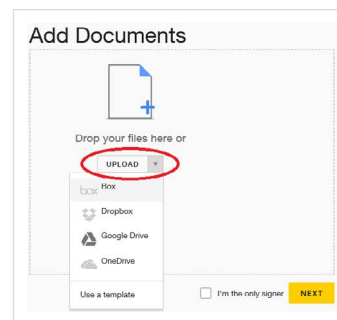 Add Documents
Drop your files here or
UPLOAD
box Box
Dropbox
Google Drive
OneDrive
Use a template
I'm the only signer NEXT